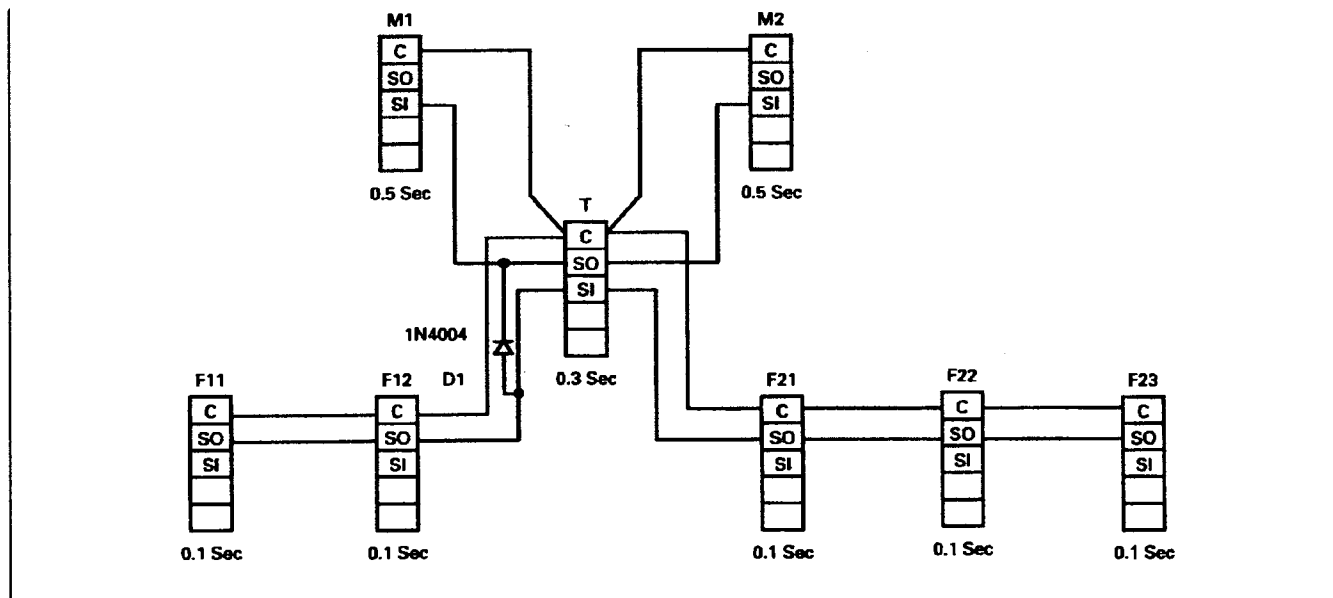 M1
C
SO
SI
0.5 Sec
M2
C
SO
SI
0.5 Sec
T
C
SO
SI
0.3 Sec
1N4004
D1
F11
C
SO
SI
0.1 Sec
F12
C
SO
SI
0.1 Sec
F21
C
SO
SI
0.1 Sec
F22
C
SO
SI
0.1 Sec
F23
C
SO
SI
0.1 Sec